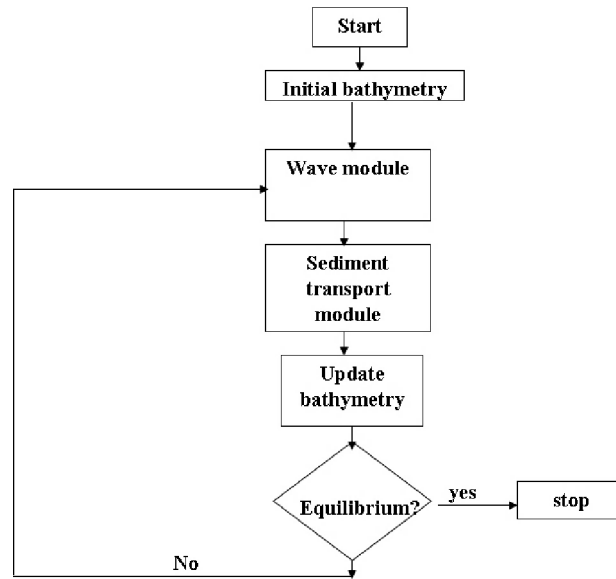 Start
Initial bathymetry
Wave module
Sediment
transport
module
Update
bathymetry
Equilibrium?
yes
stop
No